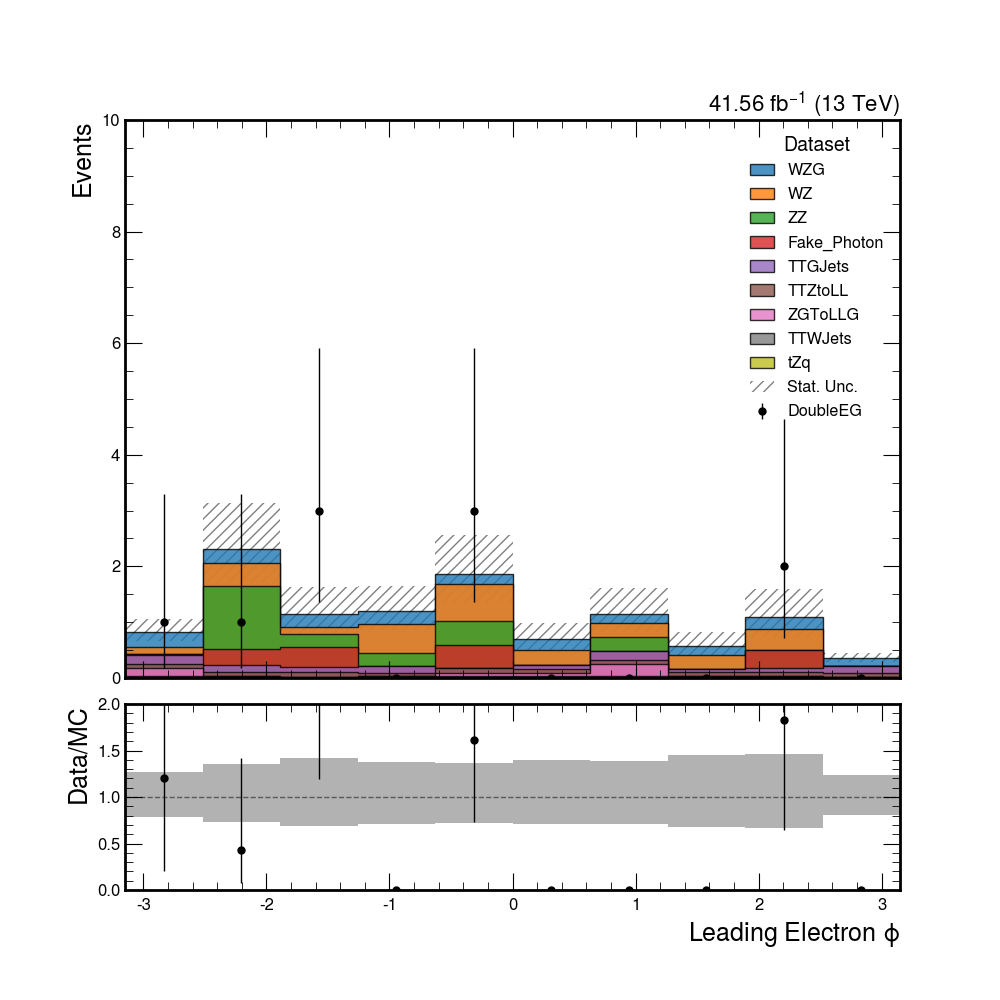 41.56 fb⁻¹ (13 TeV)
Events
10
8
6
4
2
0
Dataset
WZG
WZ
ZZ
Fake_Photon
TTGJets
TTZtoLL
ZGToLLG
TTWJets
tZq
Stat. Unc.
DoubleEG
Data/MC
2.0
1.5
1.0
0.5
0.0
-3 -2 -1 0 1 2 3
Leading Electron ϕ